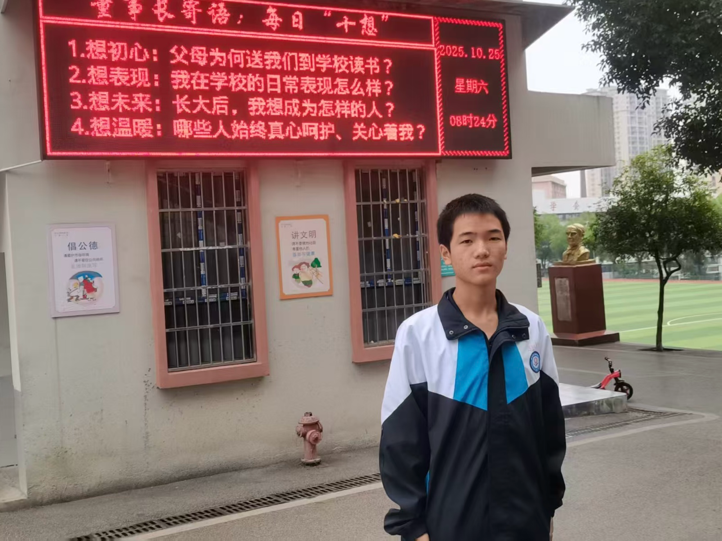 董事长寄语：每日“十想”
1.想初心：父母为何送我们到学校读书？
2.想表现：我在学校的日常表现怎么样？
3.想未来：长大后，我想成为怎样的人？
4.想温暖：哪些人始终真心呵护、关心着我？
2025.10.25
星期六
08时24分
倡公德
讲文明